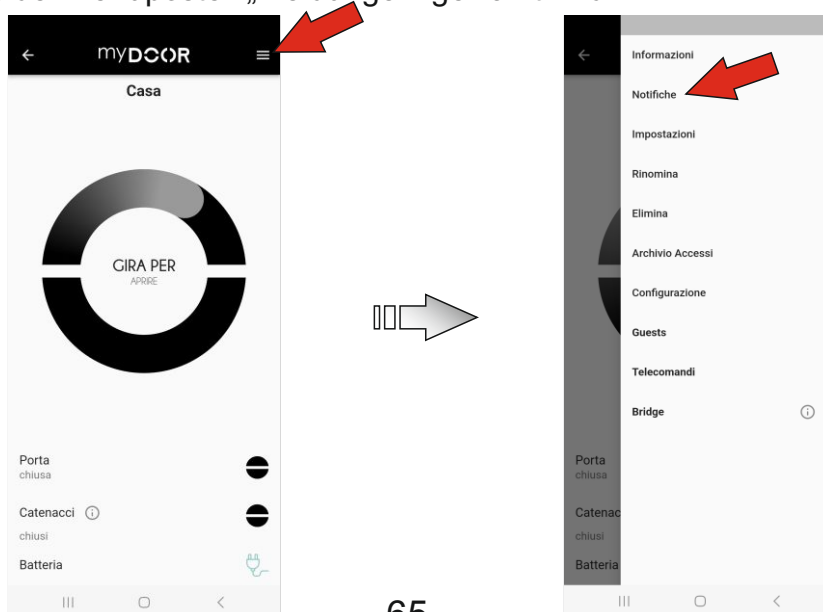 myDOOR
Casa
GIRA PER
APRIRE
Porta
chiusa
Catenacci
chiusi
Batteria
Informazioni
Notifiche
Impostazioni
Rinomina
Elimina
Archivio Accessi
Configurazione
Guests
Telecomandi
Bridge
Porta
chiusa
Catenac
chiusi
Batteria
65